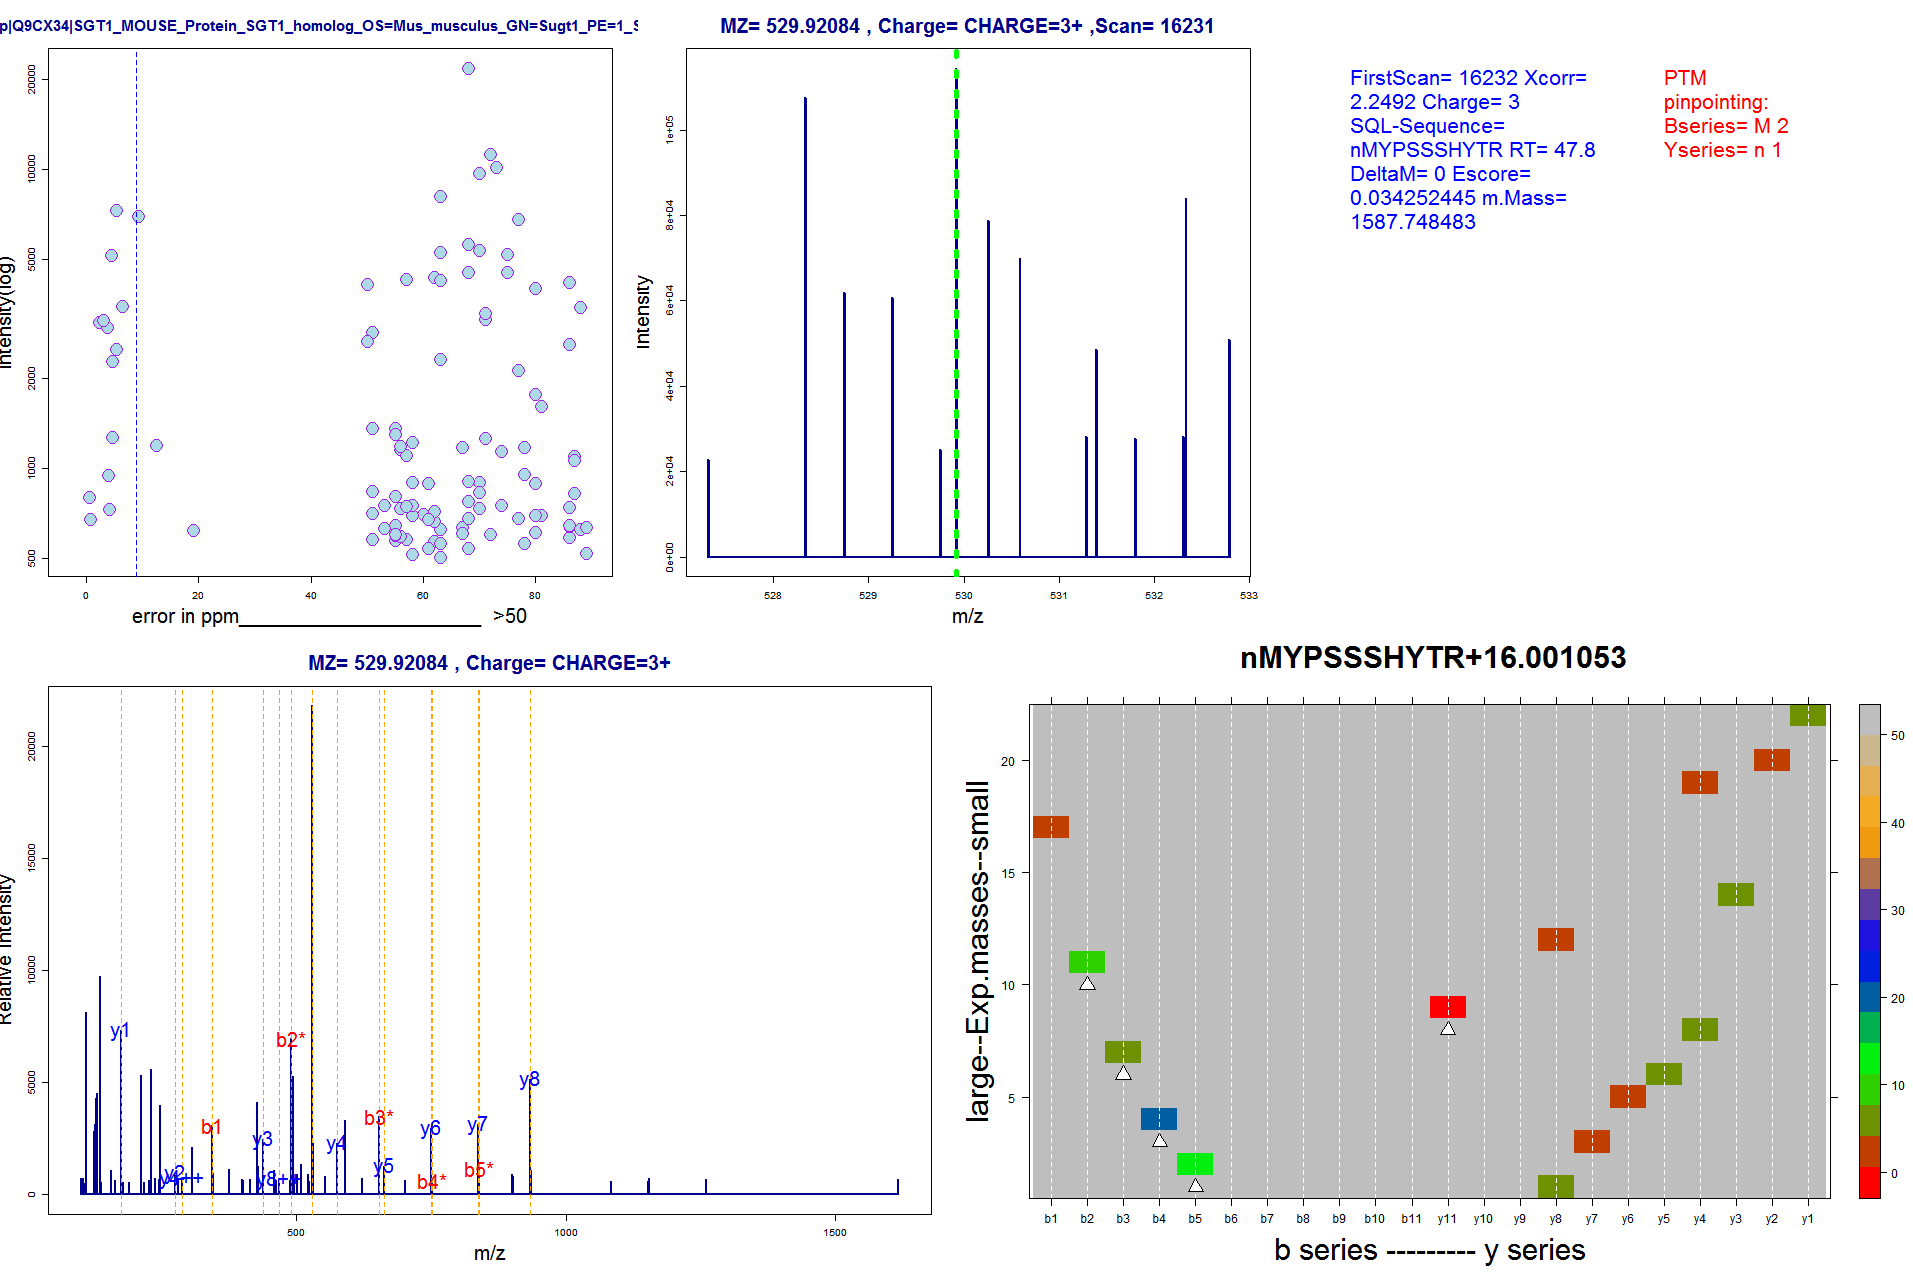 p|Q9CX34|SGT1_MOUSE_Protein_SGT1_homolog_OS=Mus_musculus_GN=Sugt1_PE=1_S
Intensity(log)
20000
10000
5000
2000
1000
500
0
20
40
60
80
error in ppm______________________ >50
MZ= 529.92084 , Charge= CHARGE=3+ ,Scan= 16231
Intensity
1e+05
8e+04
6e+04
4e+04
2e+04
0e+00
528
529
530
531
532
533
m/z
FirstScan= 16232 Xcorr=
2.2492 Charge= 3
SQL-Sequence=
nMYPSSSHYTR RT= 47.8
DeltaM= 0 Escore=
0.034252445 m.Mass=
1587.748483
PTM
pinpointing:
Bseries= M 2
Yseries= n 1
MZ= 529.92084 , Charge= CHARGE=3+
Relative Intensity
20000
15000
10000
5000
0
y1
b2*
y8
b1
b3*
y3
y4
y6
y7
y5
b5*
b4*
y2
y4++
y8++
500
1000
1500
m/z
nMYPSSSHYTR+16.001053
large--Exp.masses--small
20
15
10
5
b1 b2 b3 b4 b5 b6 b7 b8 b9 b10 b11 y11 y10 y9 y8 y7 y6 y5 y4 y3 y2 y1
b series --------- y series
50
40
30
20
10
0